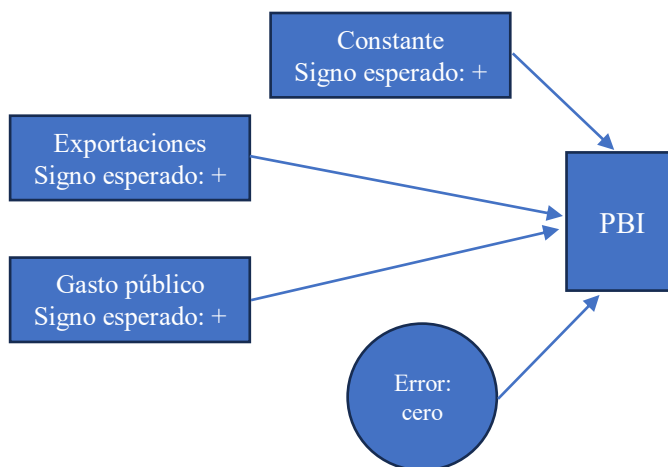 Constante
Signo esperado: +
Exportaciones
Signo esperado: +
PBI
Gasto público
Signo esperado: +
Error:
cero